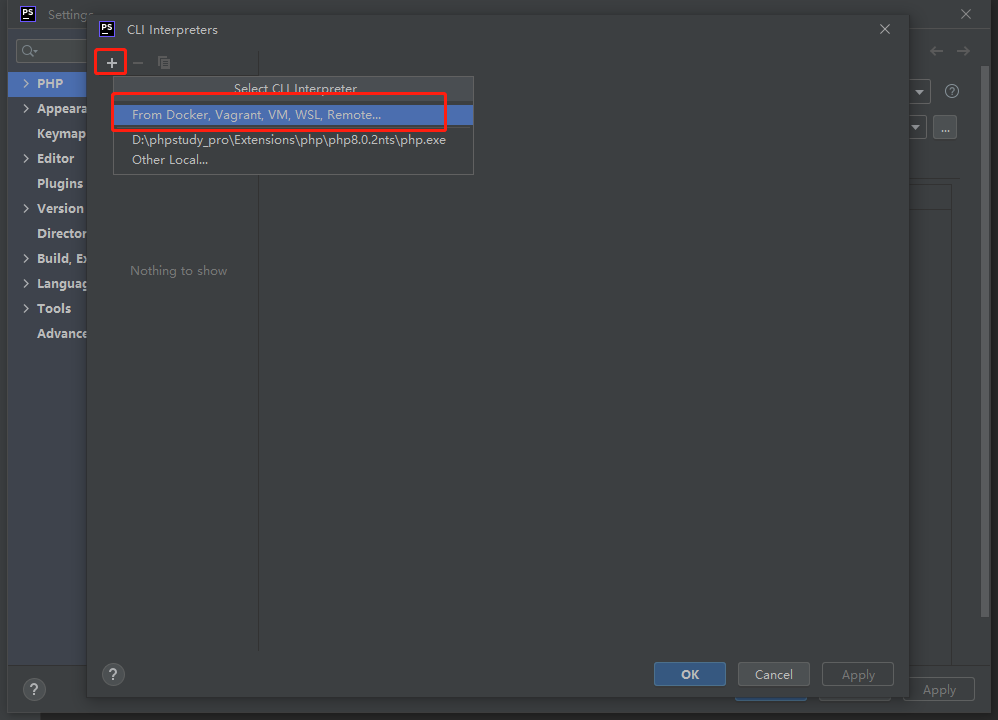 PS
Setting
PS
CLI Interpreters
Select CLI Interpreter
From Docker, Vagrant, VM, WSL, Remote...
D:\phpstudy_pro\Extensions\php\php8.0.2nts\php.exe
Other Local...
PHP
Appeara
Keymap
Editor
Plugins
Version
Director
Build, Ex
Languag
Tools
Advance
Nothing to show
...
?
?
OK
Cancel
Apply
?
Apply